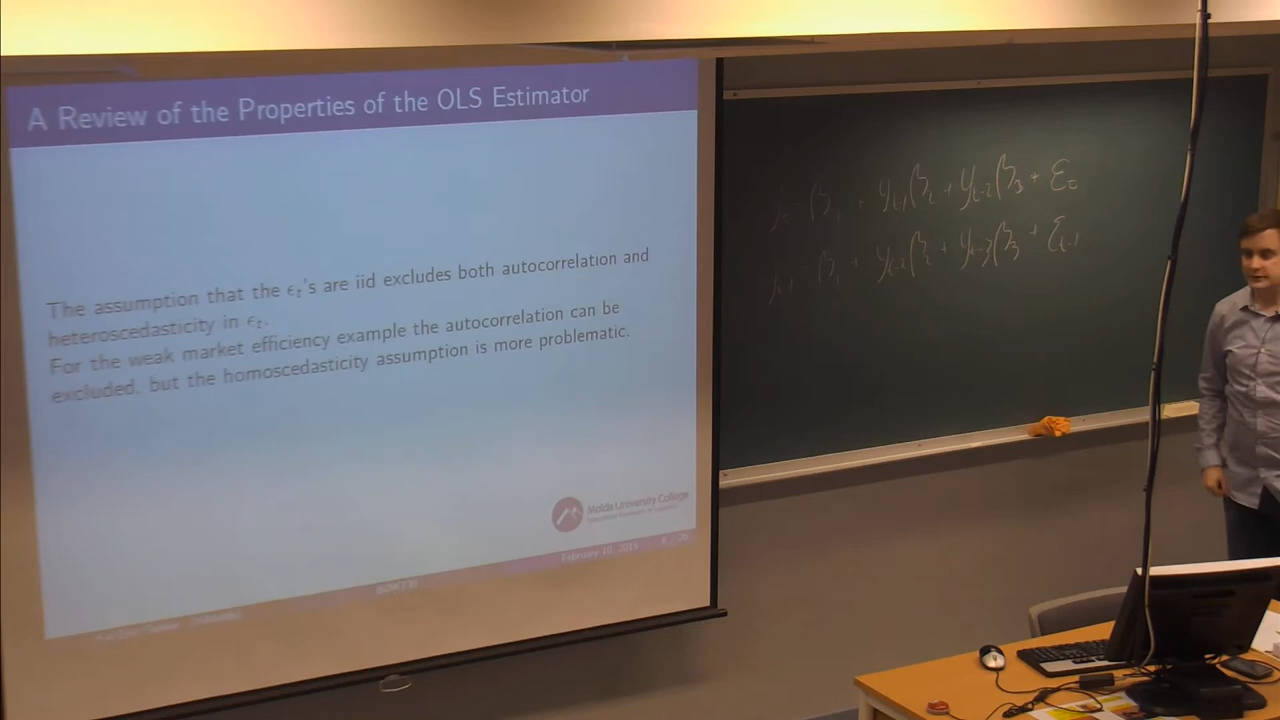 A Review of the Properties of the OLS Estimator
The assumption that the ϵt's are iid excludes both autocorrelation and
heteroscedasticity in ϵt.
For the weak market efficiency example the autocorrelation can be
excluded, but the homoscedasticity assumption is more problematic.
Molde University College
February 10, 2015
β1 + yt-1β2 + yt-2β3 + εt
β1 + yt-2β2 + yt-3β3 + εt-1